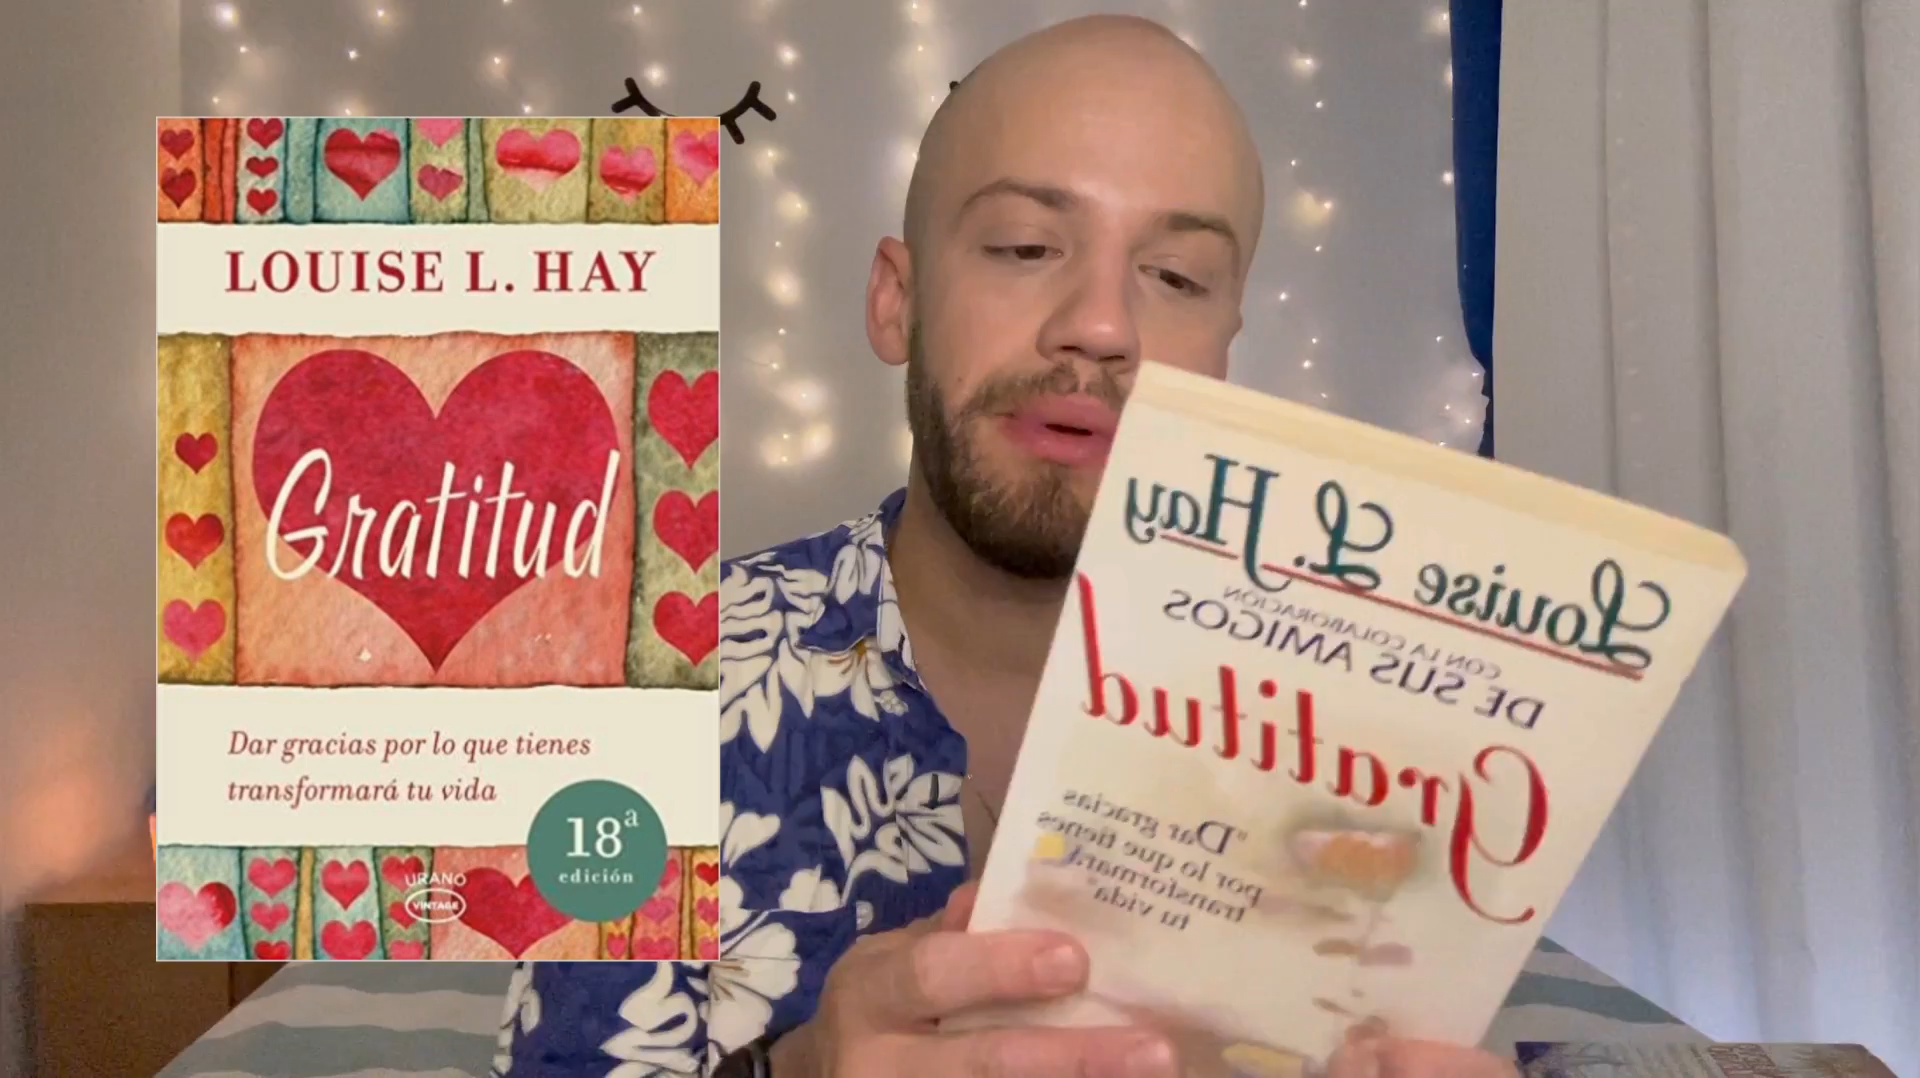 LOUISE L. HAY
Gratitud
Dar gracias por lo que tienes
transformará tu vida
18ª
edición
URANO
VINTAGE
Louise L. Hay
CON LA COLABORACIÓN
DE SUS AMIGOS
Gratitud
"Dar gracias
por lo que tienes
transformará
tu vida"